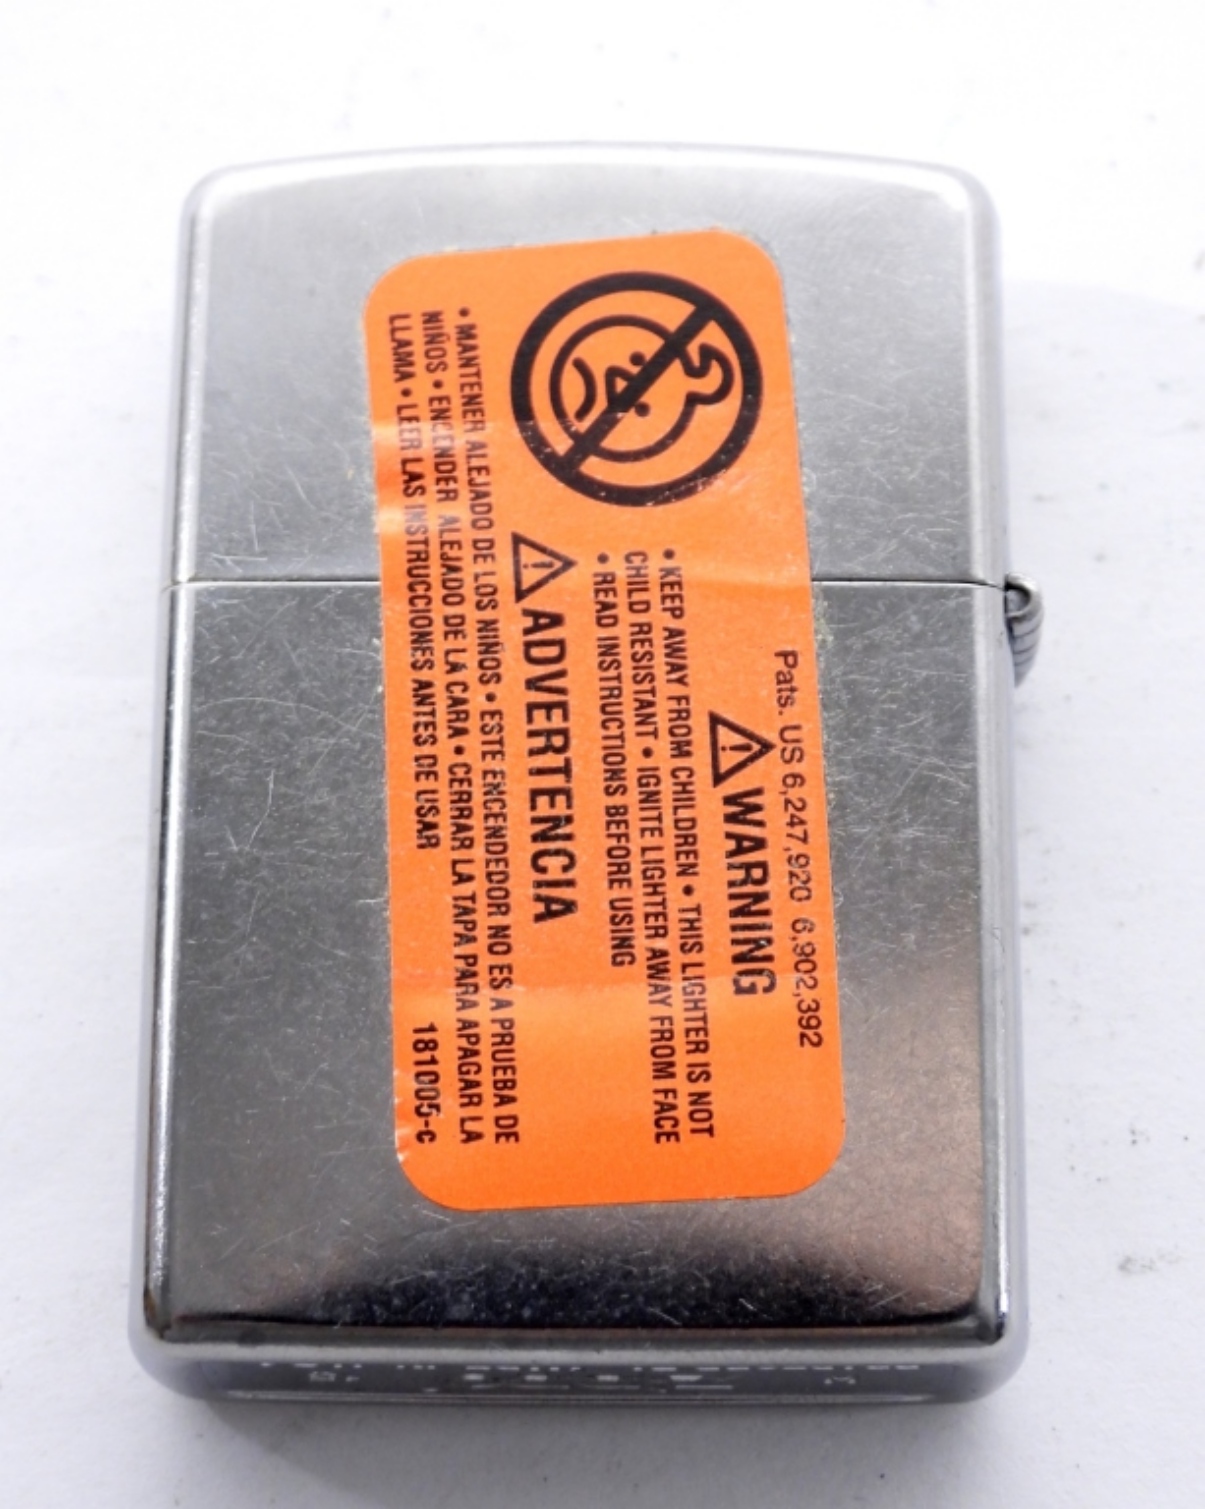 Pats. US 6,247,920 6,902,392
⚠WARNING
• KEEP AWAY FROM CHILDREN • THIS LIGHTER IS NOT
CHILD RESISTANT • IGNITE LIGHTER AWAY FROM FACE
• READ INSTRUCTIONS BEFORE USING
⚠ADVERTENCIA
• MANTENER ALEJADO DE LOS NIÑOS • ESTE ENCENDEDOR NO ES A PRUEBA DE
NIÑOS • ENCENDER ALEJADO DE LA CARA • CERRAR LA TAPA PARA APAGAR LA
LLAMA • LEER LAS INSTRUCCIONES ANTES DE USAR 181005-c